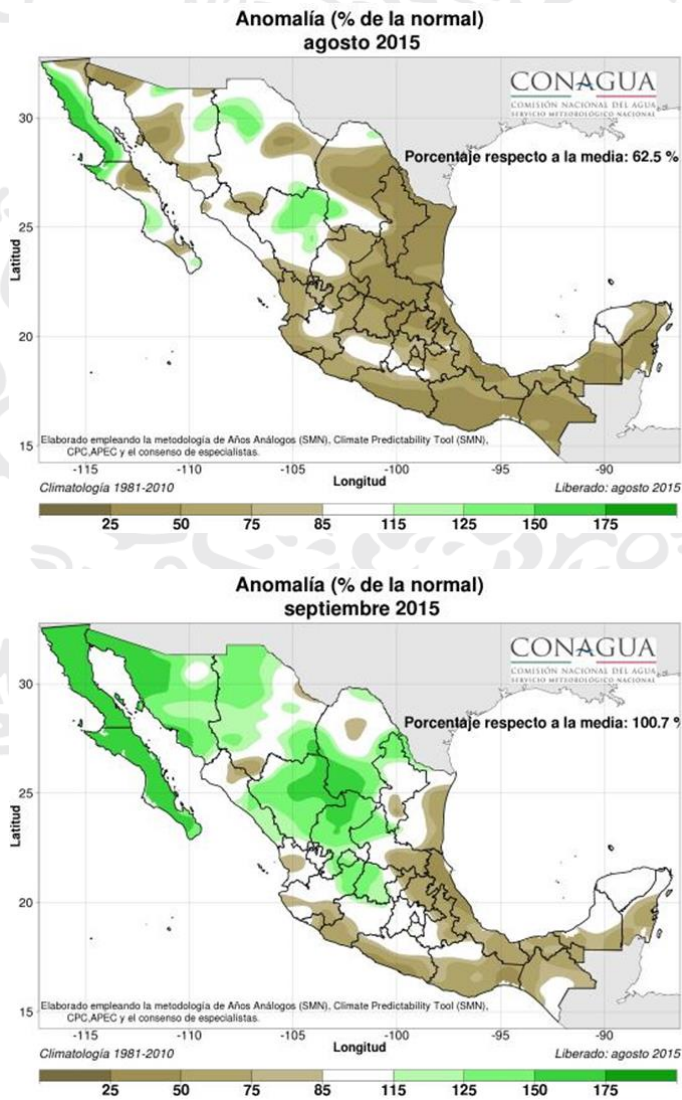 Anomalía (% de la normal)
agosto 2015
CONAGUA
COMISIÓN NACIONAL DEL AGUA
SERVICIO METEOROLÓGICO NACIONAL
Porcentaje respecto a la media: 62.5 %
30
25
20
15
Latitud
Elaborado empleando la metodología de Años Análogos (SMN), Climate Predictability Tool (SMN),
CPC,APEC y el consenso de especialistas.
-115 -110 -105 -100 -95 -90
Longitud
Climatología 1981-2010 Liberado: agosto 2015
25 50 75 85 115 125 150 175
Anomalía (% de la normal)
septiembre 2015
CONAGUA
COMISIÓN NACIONAL DEL AGUA
SERVICIO METEOROLÓGICO NACIONAL
Porcentaje respecto a la media: 100.7 %
30
25
20
15
Latitud
Elaborado empleando la metodología de Años Análogos (SMN), Climate Predictability Tool (SMN),
CPC,APEC y el consenso de especialistas.
-115 -110 -105 -100 -95 -90
Longitud
Climatología 1981-2010 Liberado: agosto 2015
25 50 75 85 115 125 150 175